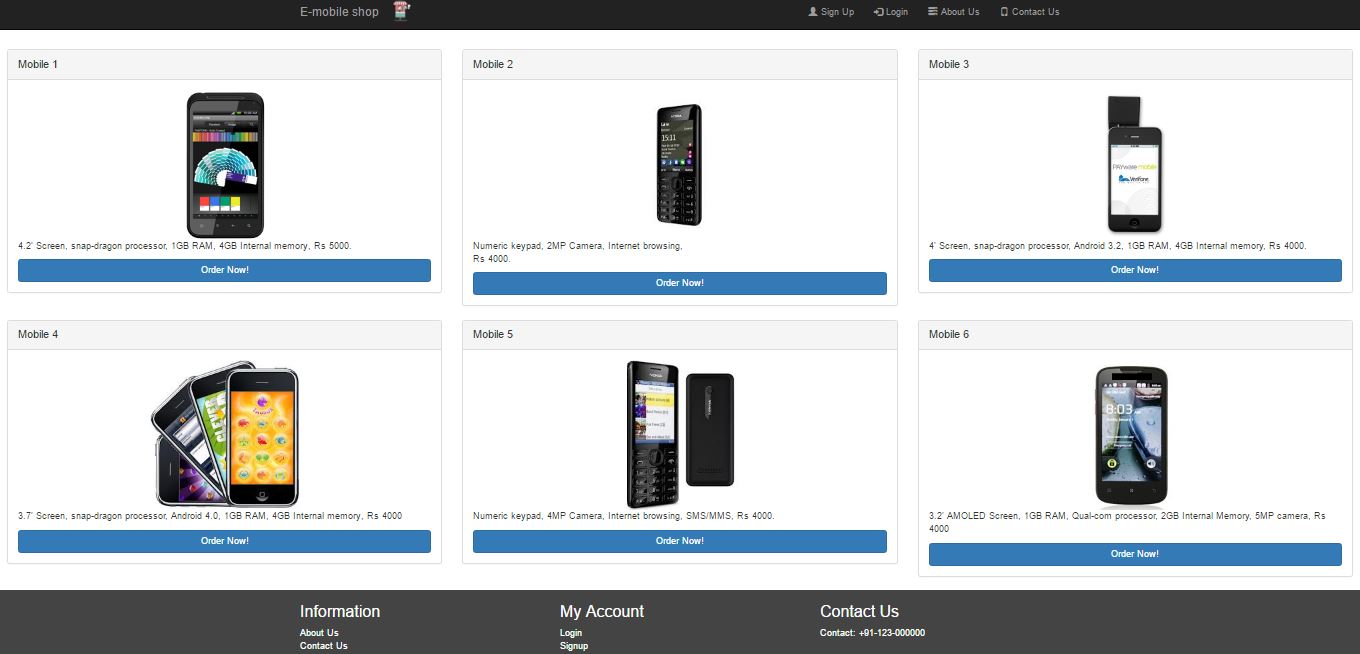 E-mobile shop
Sign Up
Login
About Us
Contact Us
Mobile 1
4.2' Screen, snap-dragon processor, 1GB RAM, 4GB Internal memory, Rs 5000.
Order Now!
Mobile 2
NOKIA
15:11
Numeric keypad, 2MP Camera, Internet browsing,
Rs 4000.
Order Now!
Mobile 3
PAYware mobile
VeriFone
4' Screen, snap-dragon processor, Android 3.2, 1GB RAM, 4GB Internal memory, Rs 4000.
Order Now!
Mobile 4
3.7' Screen, snap-dragon processor, Android 4.0, 1GB RAM, 4GB Internal memory, Rs 4000
Order Now!
Mobile 5
NOKIA
Numeric keypad, 4MP Camera, Internet browsing, SMS/MMS, Rs 4000.
Order Now!
Mobile 6
8:03
3.2' AMOLED Screen, 1GB RAM, Qual-com processor, 2GB Internal Memory, 5MP camera, Rs
4000
Order Now!
Information
About Us
Contact Us
My Account
Login
Signup
Contact Us
Contact: +91-123-000000